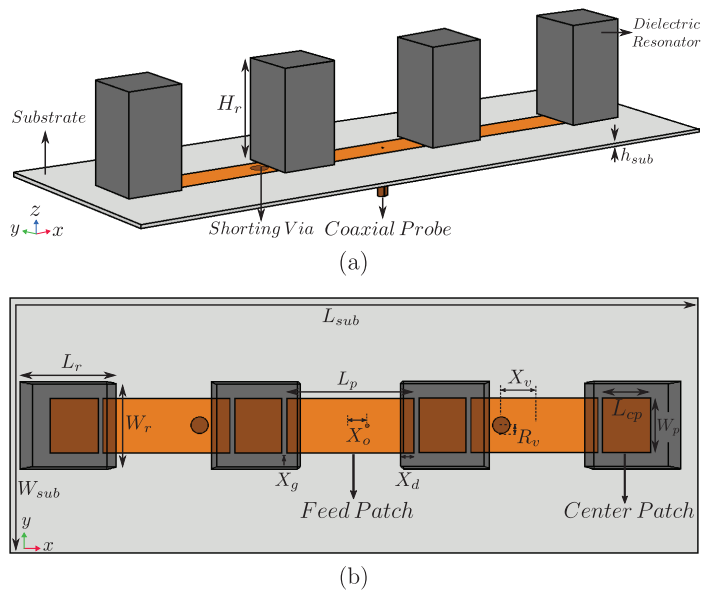 Dielectric
Resonator
H_r
Substrate
h_sub
z
y
x
Shorting Via
Coaxial Probe
(a)
L_sub
L_r
L_p
X_v
L_cp
W_r
X_o
R_v
W_p
W_sub
X_g
X_d
Feed Patch
Center Patch
y
x
(b)